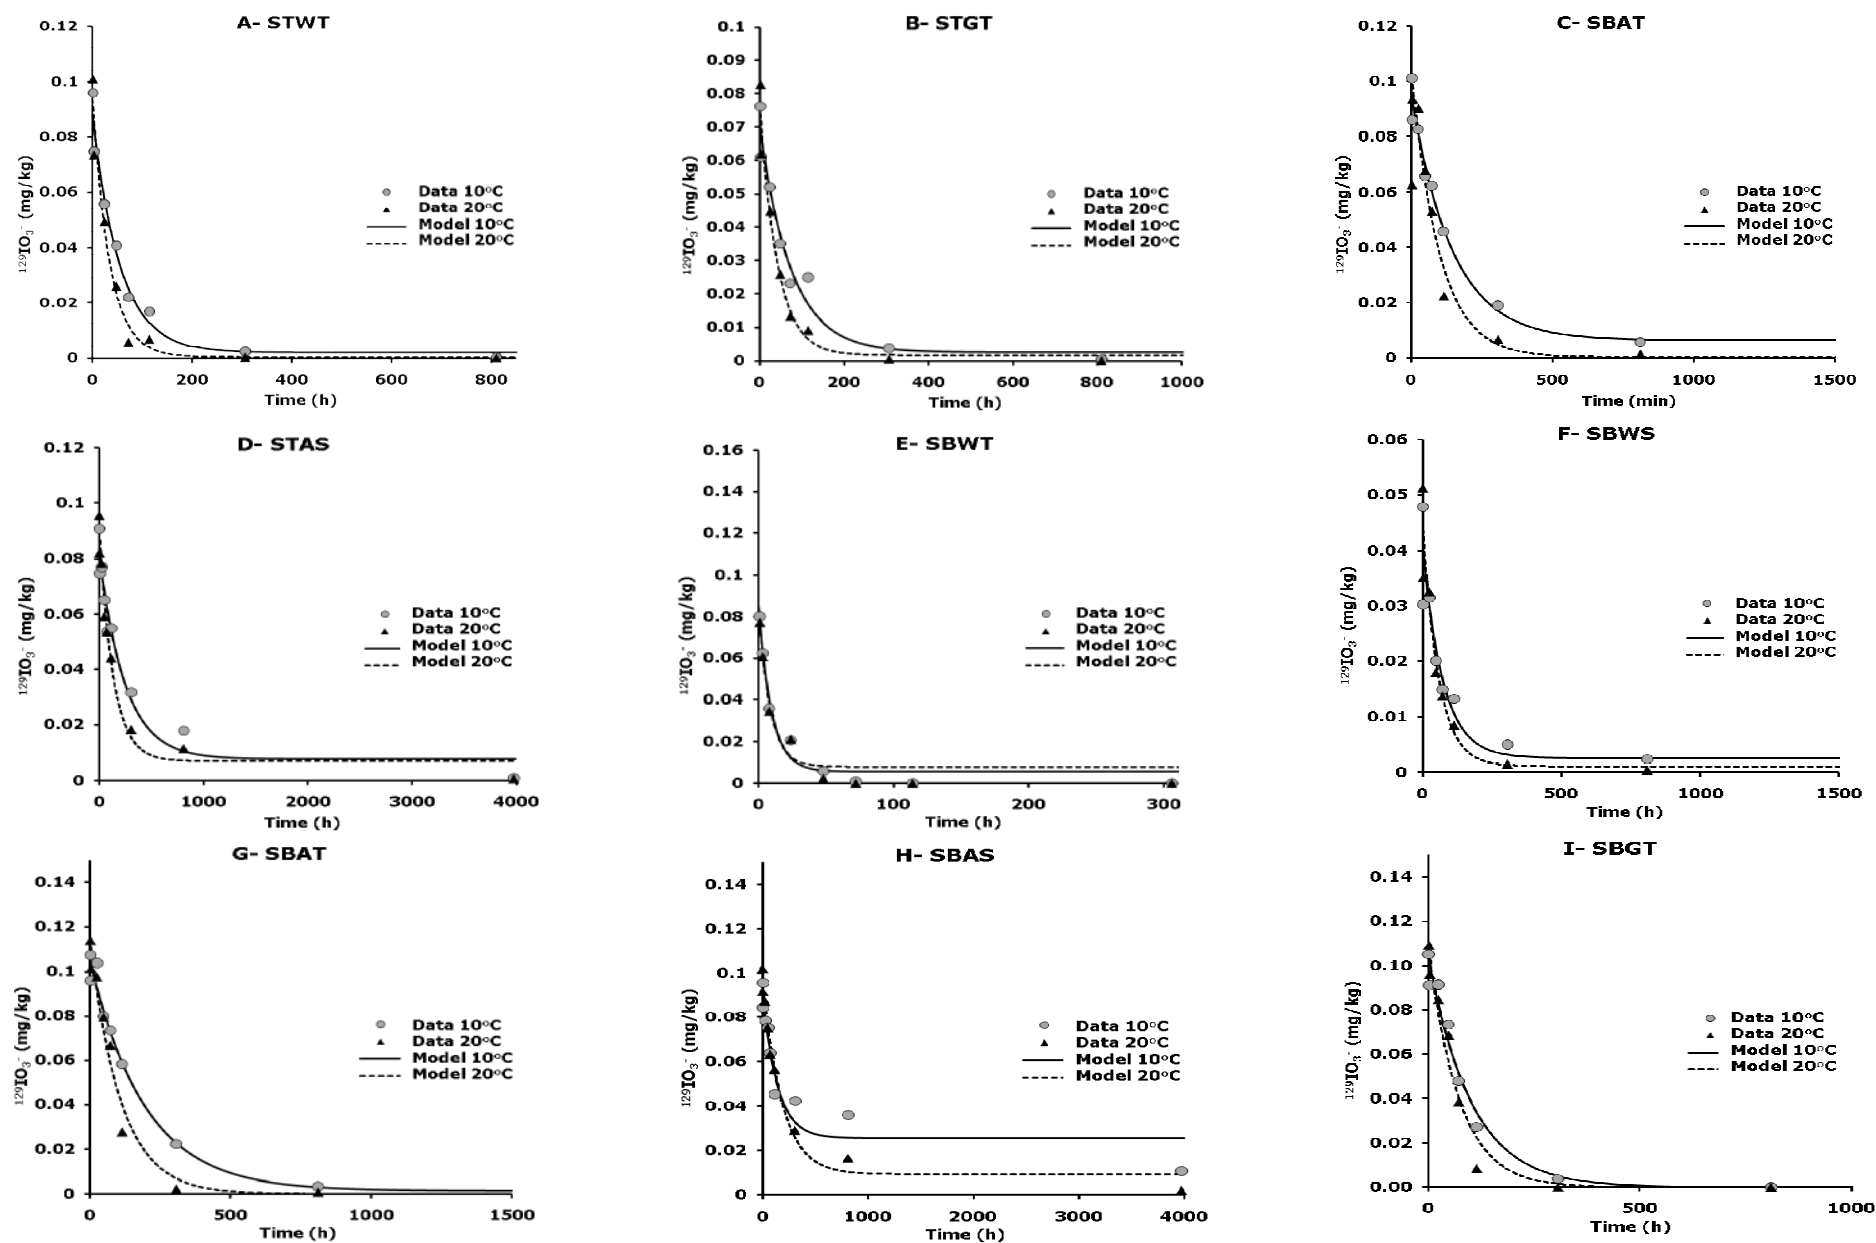 A- STWT
0.12
0.1
0.08
0.06
0.04
0.02
0
0 200 400 600 800
Time (h)
¹²⁹IO₃⁻ (mg/kg)
Data 10°C
Data 20°C
Model 10°C
Model 20°C
B- STGT
0.1
0.09
0.08
0.07
0.06
0.05
0.04
0.03
0.02
0.01
0
0 200 400 600 800 1000
Time (h)
¹²⁹IO₃⁻ (mg/kg)
Data 10°C
Data 20°C
Model 10°C
Model 20°C
C- SBAT
0.12
0.1
0.08
0.06
0.04
0.02
0
0 500 1000 1500
Time (min)
¹²⁹IO₃⁻ (mg/kg)
Data 10°C
Data 20°C
Model 10°C
Model 20°C
D- STAS
0.12
0.1
0.08
0.06
0.04
0.02
0
0 1000 2000 3000 4000
Time (h)
¹²⁹IO₃⁻ (mg/kg)
Data 10°C
Data 20°C
Model 10°C
Model 20°C
E- SBWT
0.16
0.14
0.12
0.1
0.08
0.06
0.04
0.02
0
0 100 200 300
Time (h)
¹²⁹IO₃⁻ (mg/kg)
Data 10°C
Data 20°C
Model 10°C
Model 20°C
F- SBWS
0.06
0.05
0.04
0.03
0.02
0.01
0
0 500 1000 1500
Time (h)
¹²⁹IO₃⁻ (mg/kg)
Data 10°C
Data 20°C
Model 10°C
Model 20°C
G- SBAT
0.14
0.12
0.1
0.08
0.06
0.04
0.02
0
0 500 1000 1500
Time (h)
¹²⁹IO₃⁻ (mg/kg)
Data 10°C
Data 20°C
Model 10°C
Model 20°C
H- SBAS
0.14
0.12
0.1
0.08
0.06
0.04
0.02
0
0 1000 2000 3000 4000
Time (h)
¹²⁹IO₃⁻ (mg/kg)
Data 10°C
Data 20°C
Model 10°C
Model 20°C
I- SBGT
0.14
0.12
0.10
0.08
0.06
0.04
0.02
0.00
0 500 1000
Time (h)
¹²⁹IO₃⁻ (mg/kg)
Data 10°C
Data 20°C
Model 10°C
Model 20°C